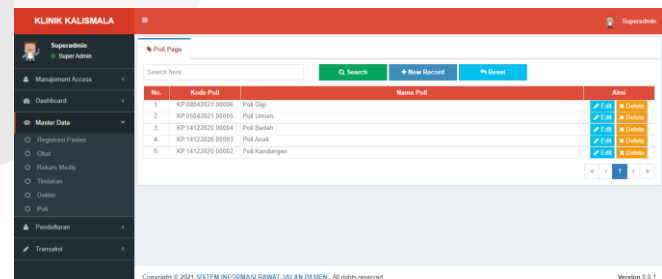 KLINIK KALISMALA
Superadmin
Superadmin
Super Admin
Manajement Access
Dashboard
Master Data
Registrasi Pasien
Obat
Rekam Medis
Tindakan
Dokter
Poli
Pendaftaran
Transaksi
Poli Page
Search here...
Search
+ New Record
Reset
No. Kode Poli Nama Poli Aksi
1. KP.08042021.00006 Poli Gigi Edit Delete
2. KP.05042021.00005 Poli Umum Edit Delete
3. KP.14122020.00004 Poli Bedah Edit Delete
4. KP.14122020.00003 Poli Anak Edit Delete
5. KP.14122020.00002 Poli Kandungan Edit Delete
« ‹ 1 › »
Copyright © 2021 SISTEM INFORMASI RAWAT JALAN PASIEN . All rights reserved. Version 0.0.1